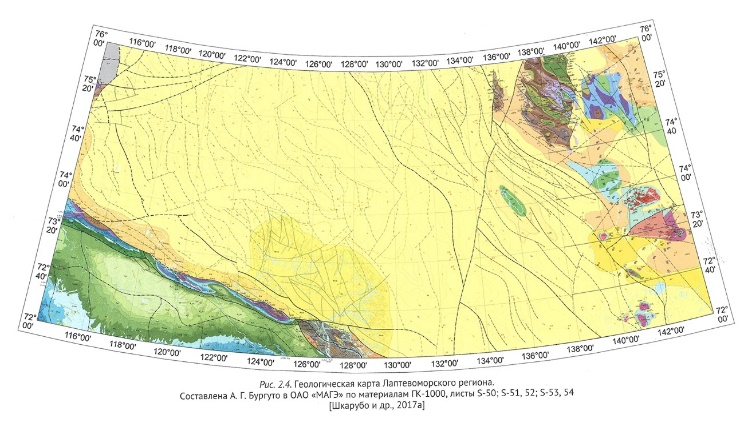 76° 00' 116°00' 118°00' 120°00' 122°00' 124°00' 126°00' 128°00' 130°00' 132°00' 134°00' 136°00' 138°00' 140°00' 142°00' 76° 00'
75° 20' 75° 20'
74° 40' 74° 40'
74° 00' 74° 00'
73° 20' 73° 20'
72° 40' 72° 40'
72° 00' 72° 00'
116°00' 118°00' 120°00' 122°00' 124°00' 126°00' 128°00' 130°00' 132°00' 134°00' 136°00' 138°00' 140°00' 142°00'
Рис. 2.4. Геологическая карта Лаптевоморского региона.
Составлена А. Г. Бургуто в ОАО «МАГЭ» по материалам ГК-1000, листы S-50; S-51, 52; S-53, 54
[Шкарубо и др., 2017а]